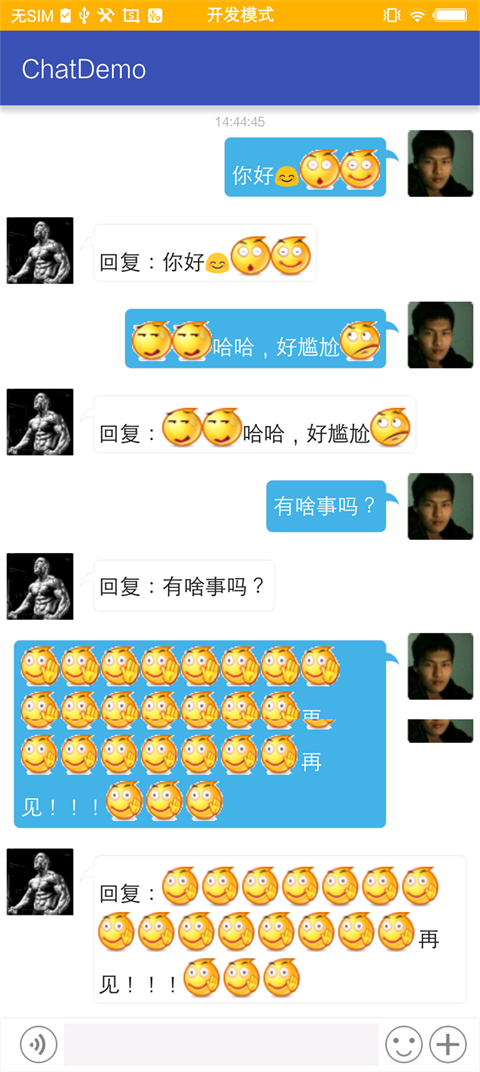 无SIM
开发模式
ChatDemo
14:44:45
你好😊
回复：你好😊
哈哈，好尴尬
回复：哈哈，好尴尬
有啥事吗？
回复：有啥事吗？
再
见！！！
回复：
再
见！！！